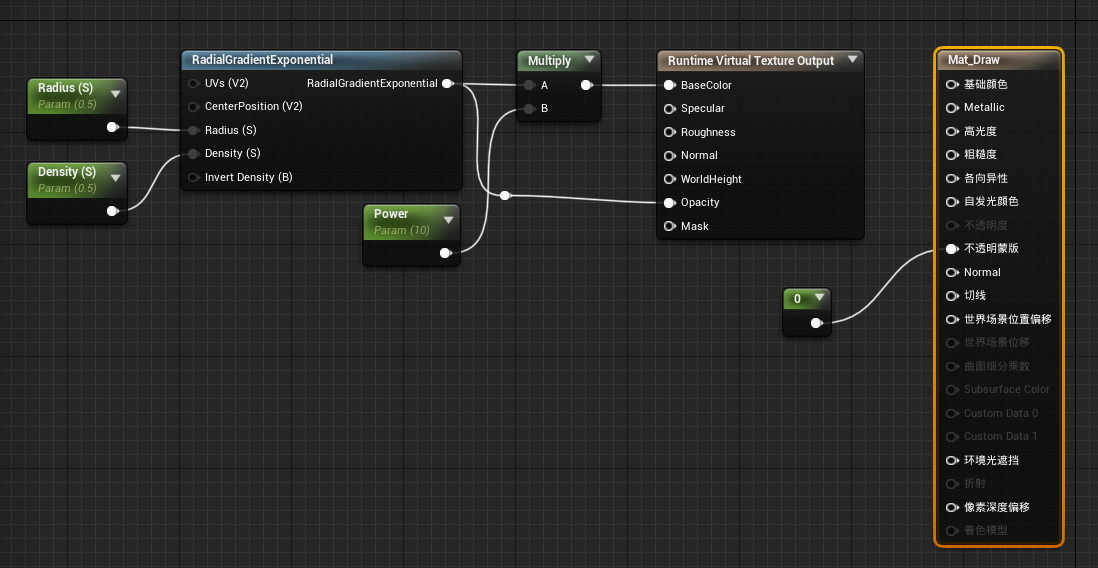 Radius (S)
Param (0.5)
Density (S)
Param (0.5)
RadialGradientExponential
UVs (V2)
RadialGradientExponential
CenterPosition (V2)
Radius (S)
Density (S)
Invert Density (B)
Power
Param (10)
Multiply
A
B
Runtime Virtual Texture Output
BaseColor
Specular
Roughness
Normal
WorldHeight
Opacity
Mask
0
Mat_Draw
基础颜色
Metallic
高光度
粗糙度
各向异性
自发光颜色
不透明度
不透明蒙版
Normal
切线
世界场景位置偏移
世界场景位移
曲面细分乘数
Subsurface Color
Custom Data 0
Custom Data 1
环境光遮挡
折射
像素深度偏移
着色模型